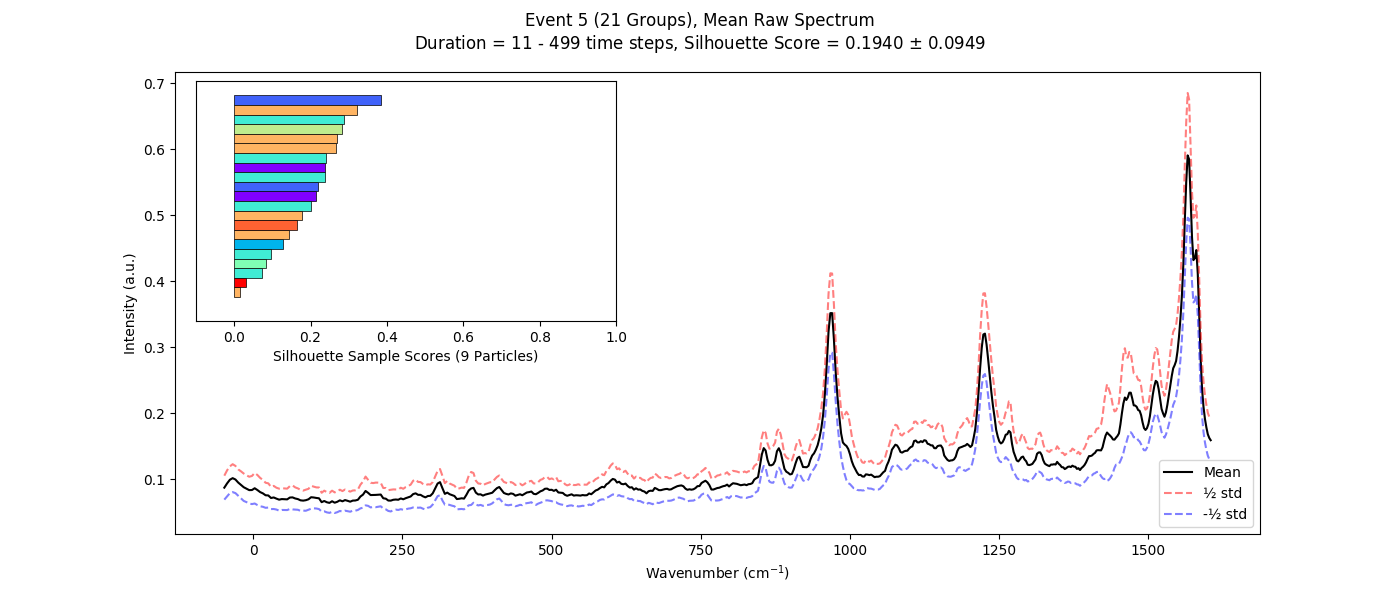 Event 5 (21 Groups), Mean Raw Spectrum
Duration = 11 - 499 time steps, Silhouette Score = 0.1940 ± 0.0949
Intensity (a.u.)
0.7
0.6
0.5
0.4
0.3
0.2
0.1
0.0 0.2 0.4 0.6 0.8 1.0
Silhouette Sample Scores (9 Particles)
Mean
½ std
-½ std
0 250 500 750 1000 1250 1500
Wavenumber (cm⁻¹)